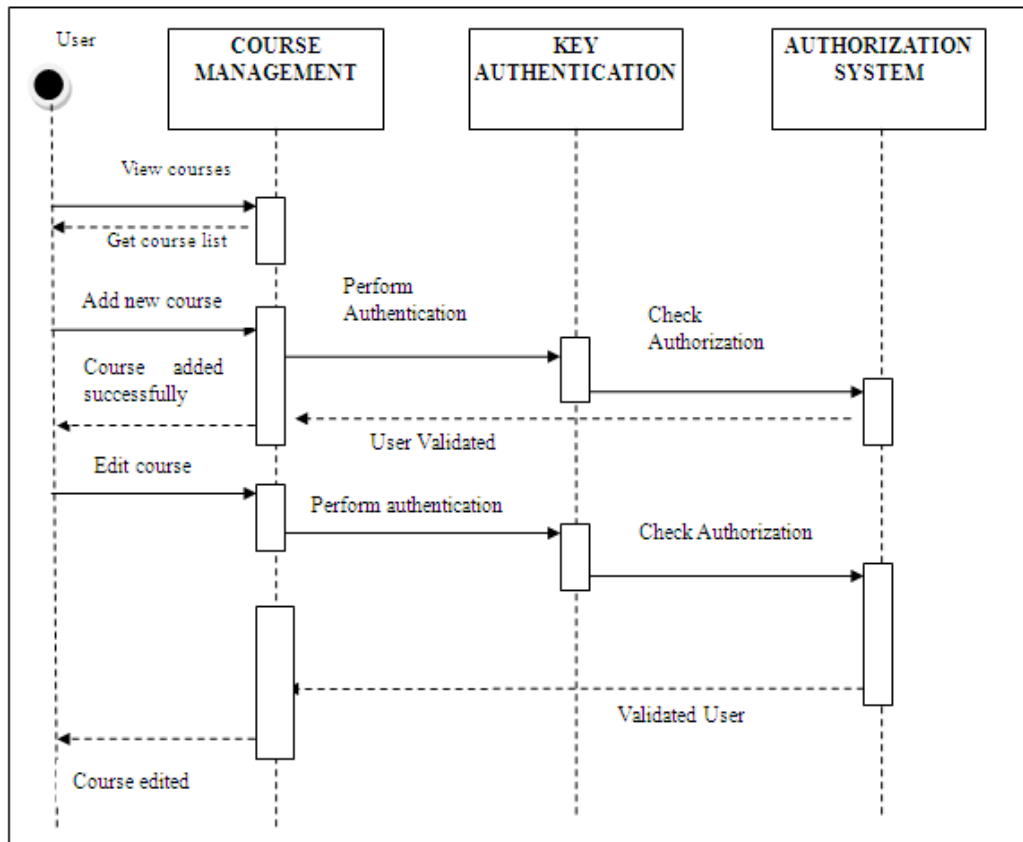 User
COURSE
MANAGEMENT
KEY
AUTHENTICATION
AUTHORIZATION
SYSTEM
View courses
Get course list
Add new course
Perform
Authentication
Check
Authorization
Course added
successfully
User Validated
Edit course
Perform authentication
Check Authorization
Validated User
Course edited